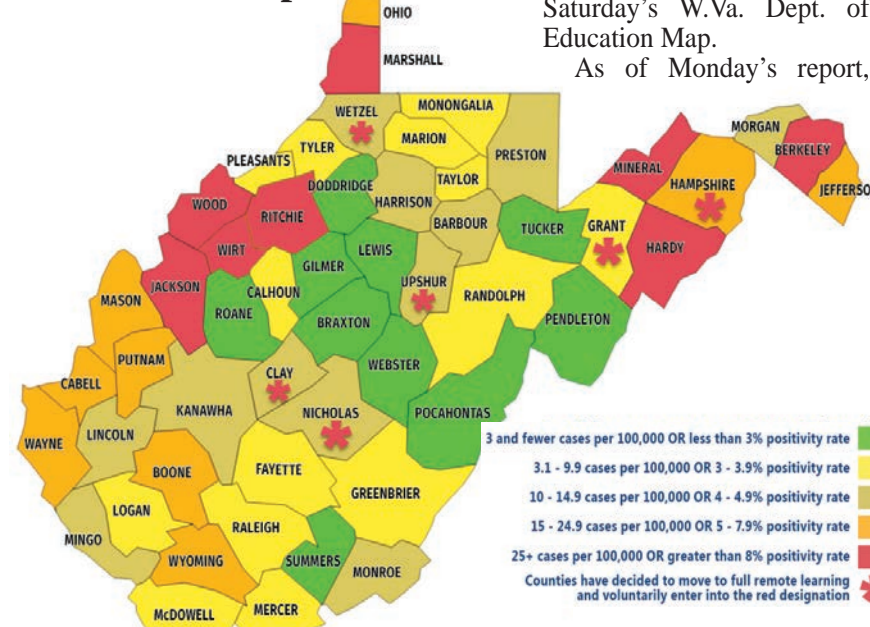 Saturday's W.Va. Dept. of
Education Map.
As of Monday's report,
OHIO
MARSHALL
WETZEL
MONONGALIA
MORGAN
BERKELEY
MARION
TYLER
PRESTON
PLEASANTS
MINERAL
HAMPSHIRE
JEFFERSO
TAYLOR
DODDRIDGE
HARRISON
WOOD
RITCHIE
BARBOUR
TUCKER
GRANT
HARDY
WIRT
LEWIS
GILMER
UPSHUR
JACKSON
CALHOUN
RANDOLPH
MASON
ROANE
BRAXTON
PENDLETON
PUTNAM
WEBSTER
CLAY
CABELL
KANAWHA
NICHOLAS
POCAHONTAS
WAYNE
LINCOLN
BOONE
FAYETTE
GREENBRIER
LOGAN
RALEIGH
MINGO
WYOMING
SUMMERS
MONROE
McDOWELL
MERCER
3 and fewer cases per 100,000 OR less than 3% positivity rate
3.1 - 9.9 cases per 100,000 OR 3 - 3.9% positivity rate
10 - 14.9 cases per 100,000 OR 4 - 4.9% positivity rate
15 - 24.9 cases per 100,000 OR 5 - 7.9% positivity rate
25+ cases per 100,000 OR greater than 8% positivity rate
Counties have decided to move to full remote learning
and voluntarily enter into the red designation